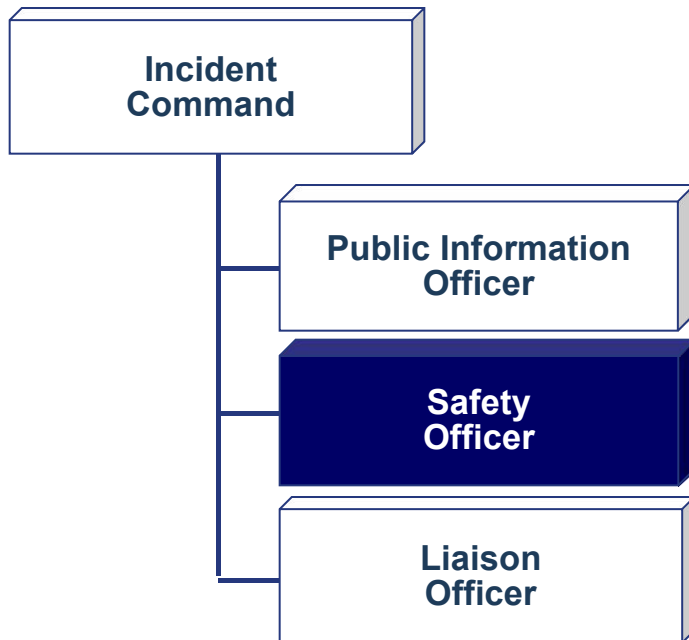 Incident
Command
Public Information
Officer
Safety
Officer
Liaison
Officer